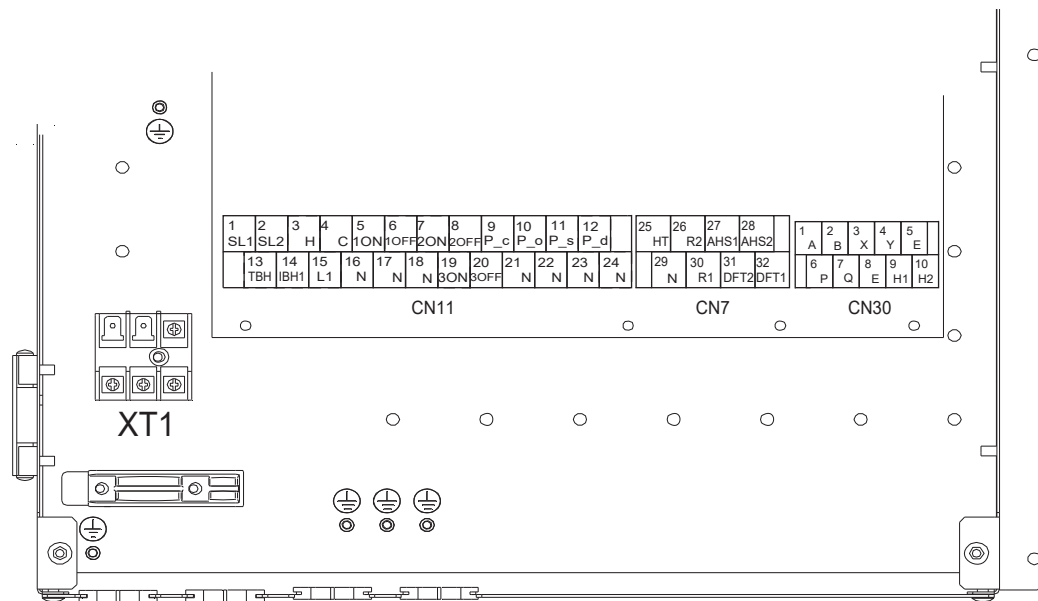 1 2 3 4 5 6 7 8 9 10 11 12
SL1 SL2 H C 1ON 1OFF 2ON 2OFF P_c P_o P_s P_d
13 14 15 16 17 18 19 20 21 22 23 24
TBH IBH1 L1 N N N 3ON 3OFF N N N N
CN11
25 26 27 28
HT R2 AHS1 AHS2
29 30 31 32
N R1 DFT2 DFT1
CN7
1 2 3 4 5
A B X Y E
6 7 8 9 10
P Q E H1 H2
CN30
XT1